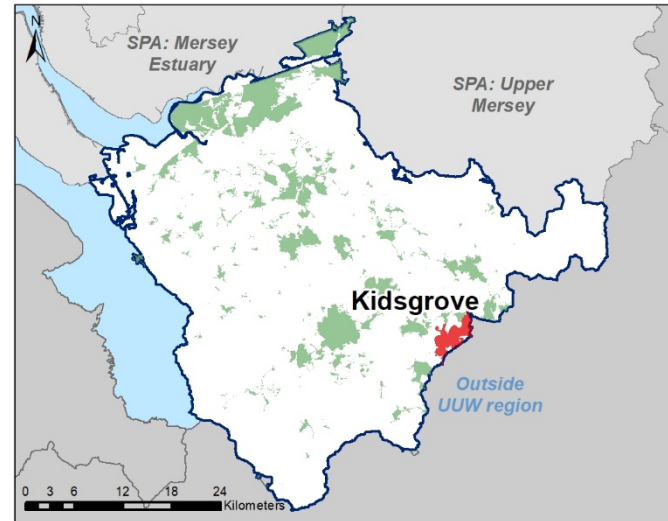 N
SPA: Mersey
Estuary
SPA: Upper
Mersey
Kidsgrove
Outside
UUW region
0 3 6 12 18 24
Kilometers